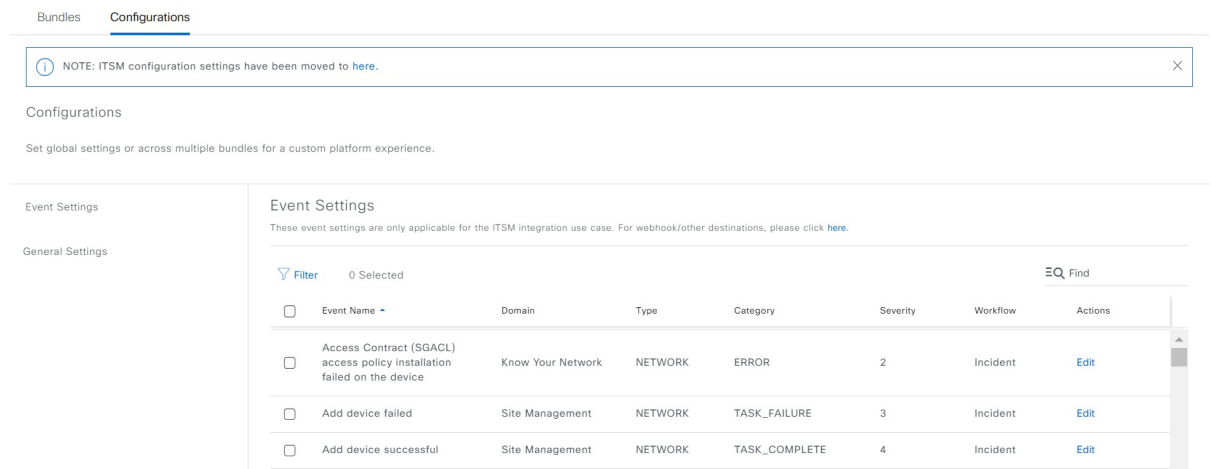 Bundles Configurations
NOTE: ITSM configuration settings have been moved to here.
Configurations
Set global settings or across multiple bundles for a custom platform experience.
Event Settings
General Settings
Event Settings
These event settings are only applicable for the ITSM integration use case. For webhook/other destinations, please click here.
Filter 0 Selected Find
Event Name Domain Type Category Severity Workflow Actions
Access Contract (SGACL)
access policy installation Know Your Network NETWORK ERROR 2 Incident Edit
failed on the device
Add device failed Site Management NETWORK TASK_FAILURE 3 Incident Edit
Add device successful Site Management NETWORK TASK_COMPLETE 4 Incident Edit